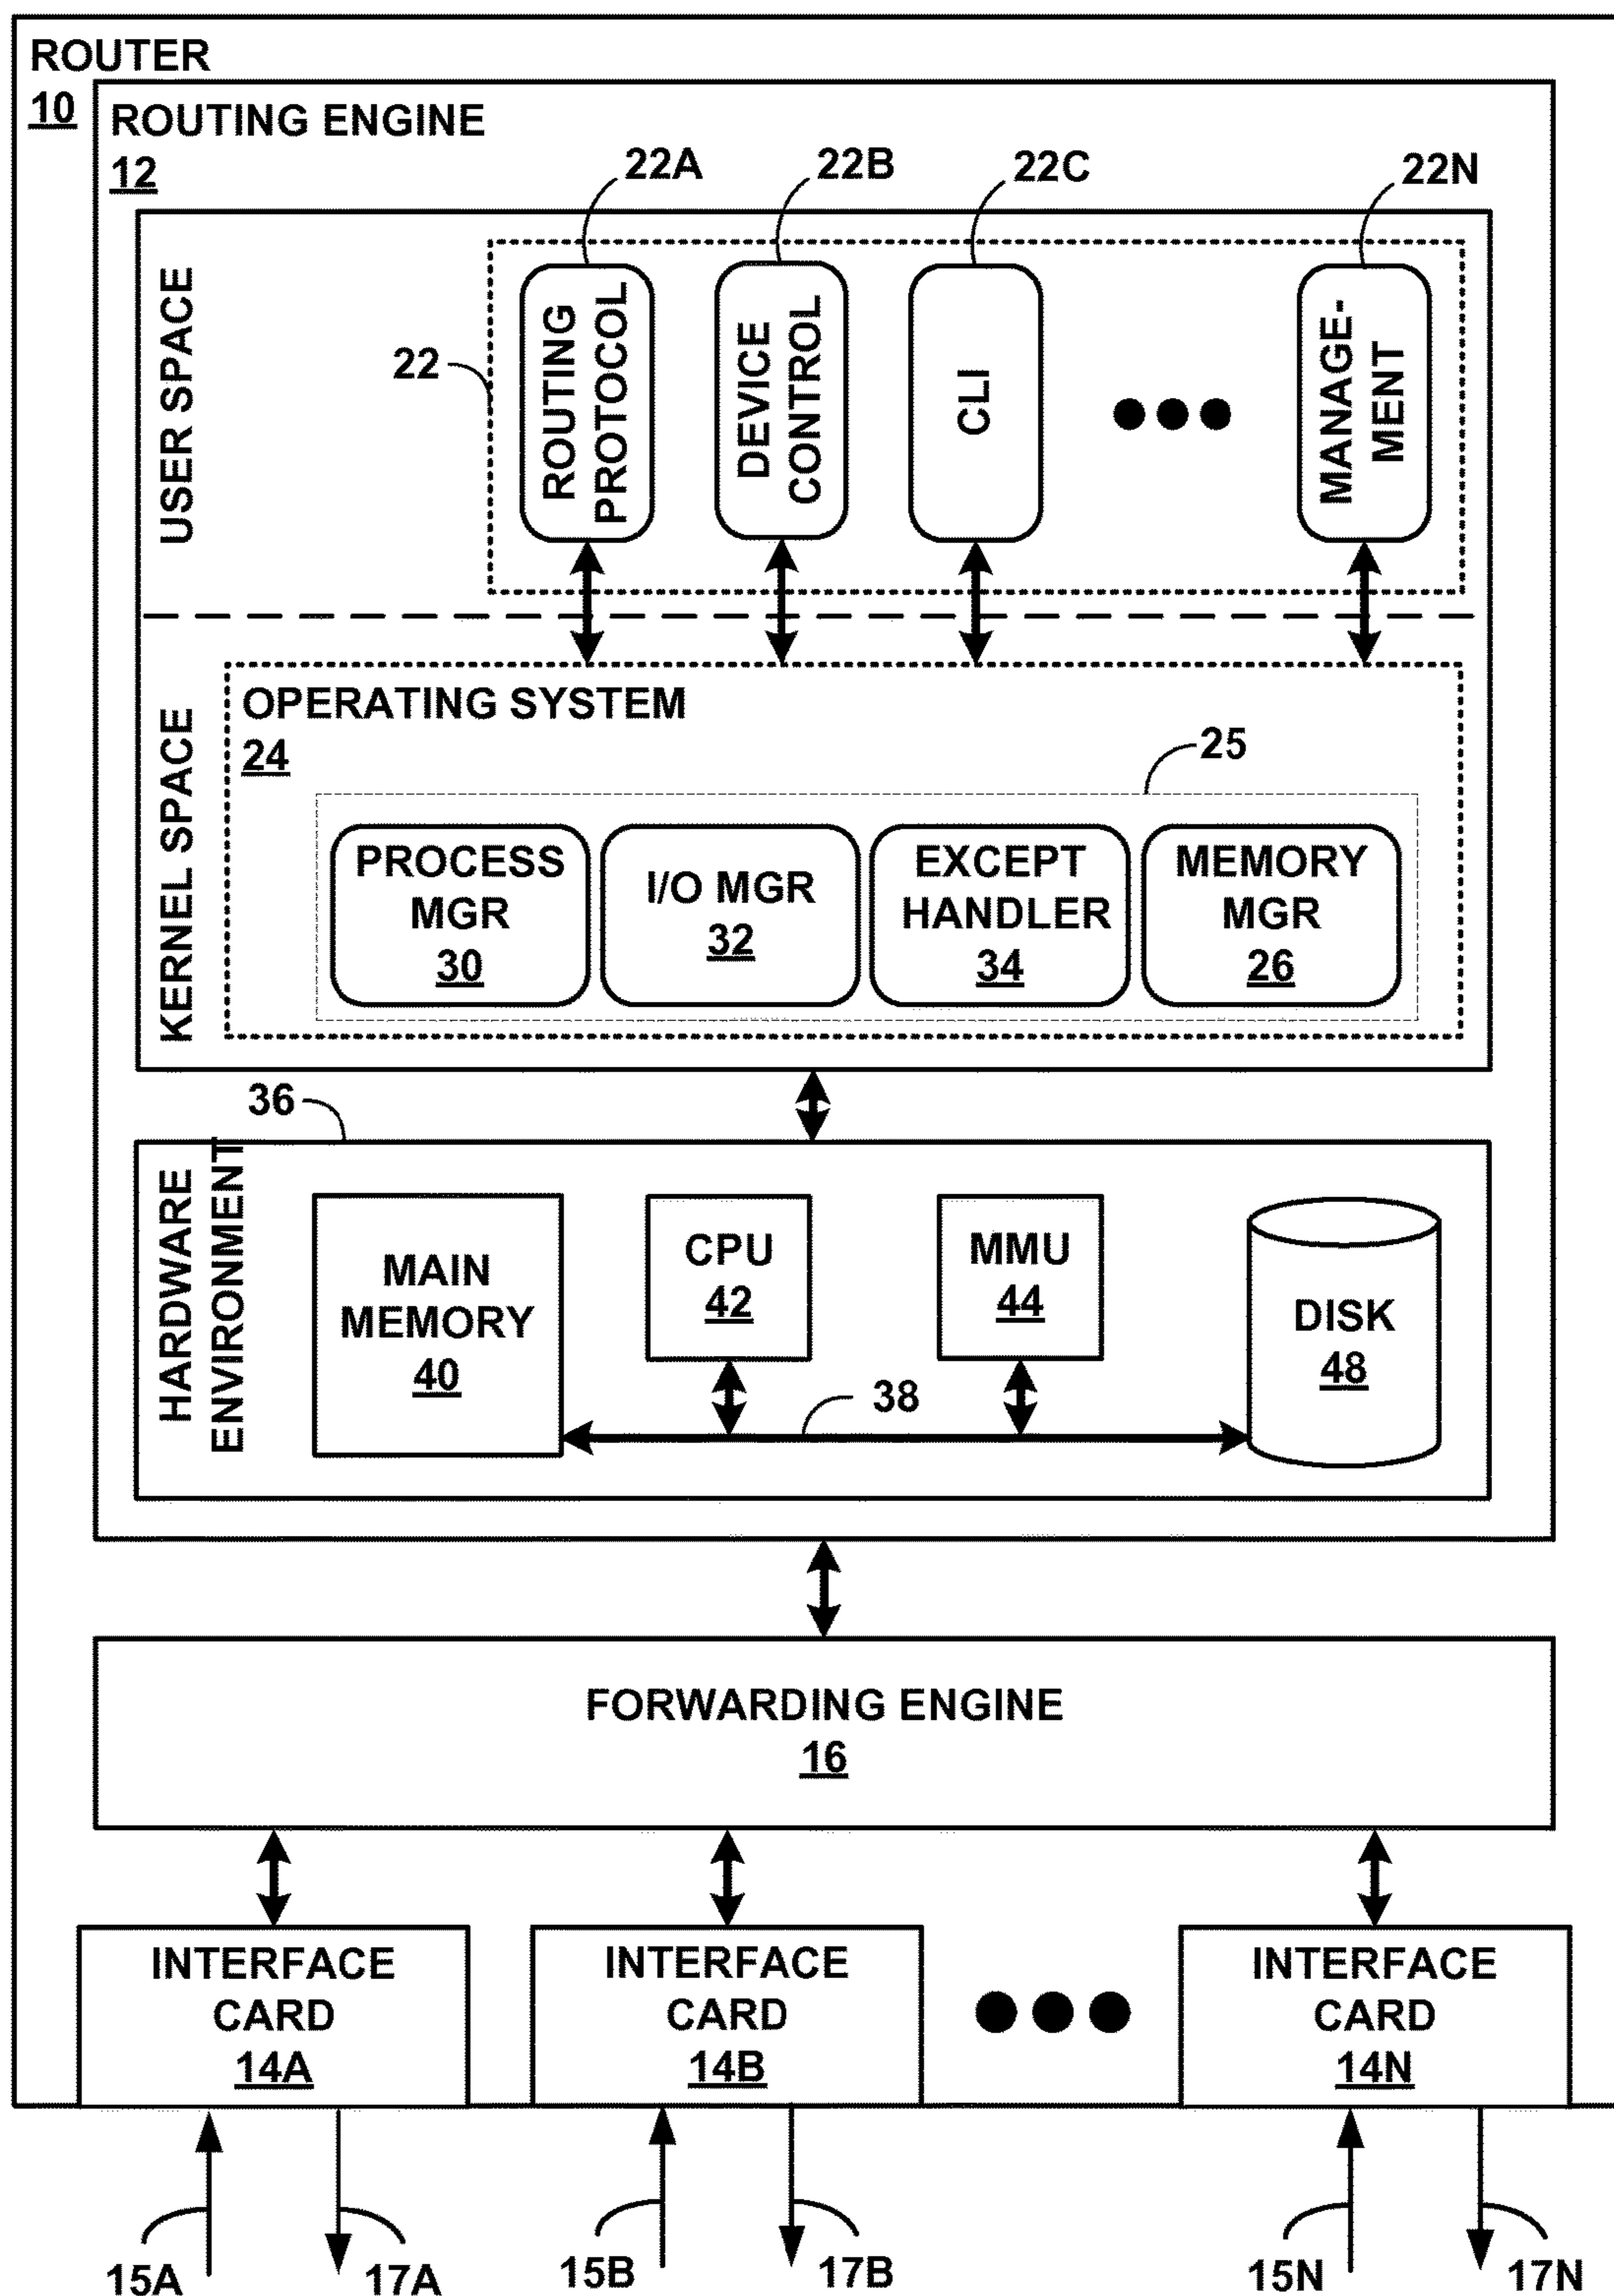 ROUTER
10
ROUTING ENGINE
12
22A
22B
22C
22N
USER SPACE
22
ROUTING
PROTOCOL
DEVICE
CONTROL
CLI
MANAGE-
MENT
KERNEL SPACE
OPERATING SYSTEM
24
25
PROCESS
MGR
30
I/O MGR
32
EXCEPT
HANDLER
34
MEMORY
MGR
26
36
HARDWARE
ENVIRONMENT
MAIN
MEMORY
40
CPU
42
MMU
44
DISK
48
38
FORWARDING ENGINE
16
INTERFACE
CARD
14A
INTERFACE
CARD
14B
INTERFACE
CARD
14N
15A
17A
15B
17B
15N
17N